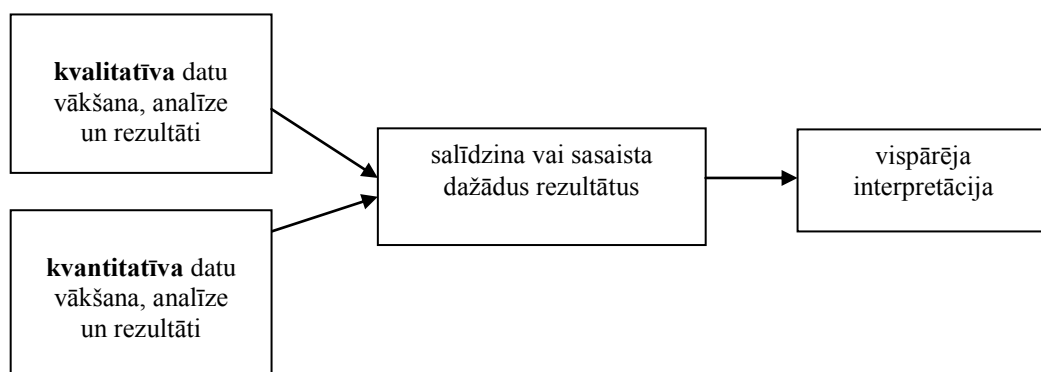 kvalitatīva datu
vākšana, analīze
un rezultāti
kvantitatīva datu
vākšana, analīze
un rezultāti
salīdzina vai sasaista
dažādus rezultātus
vispārēja
interpretācija